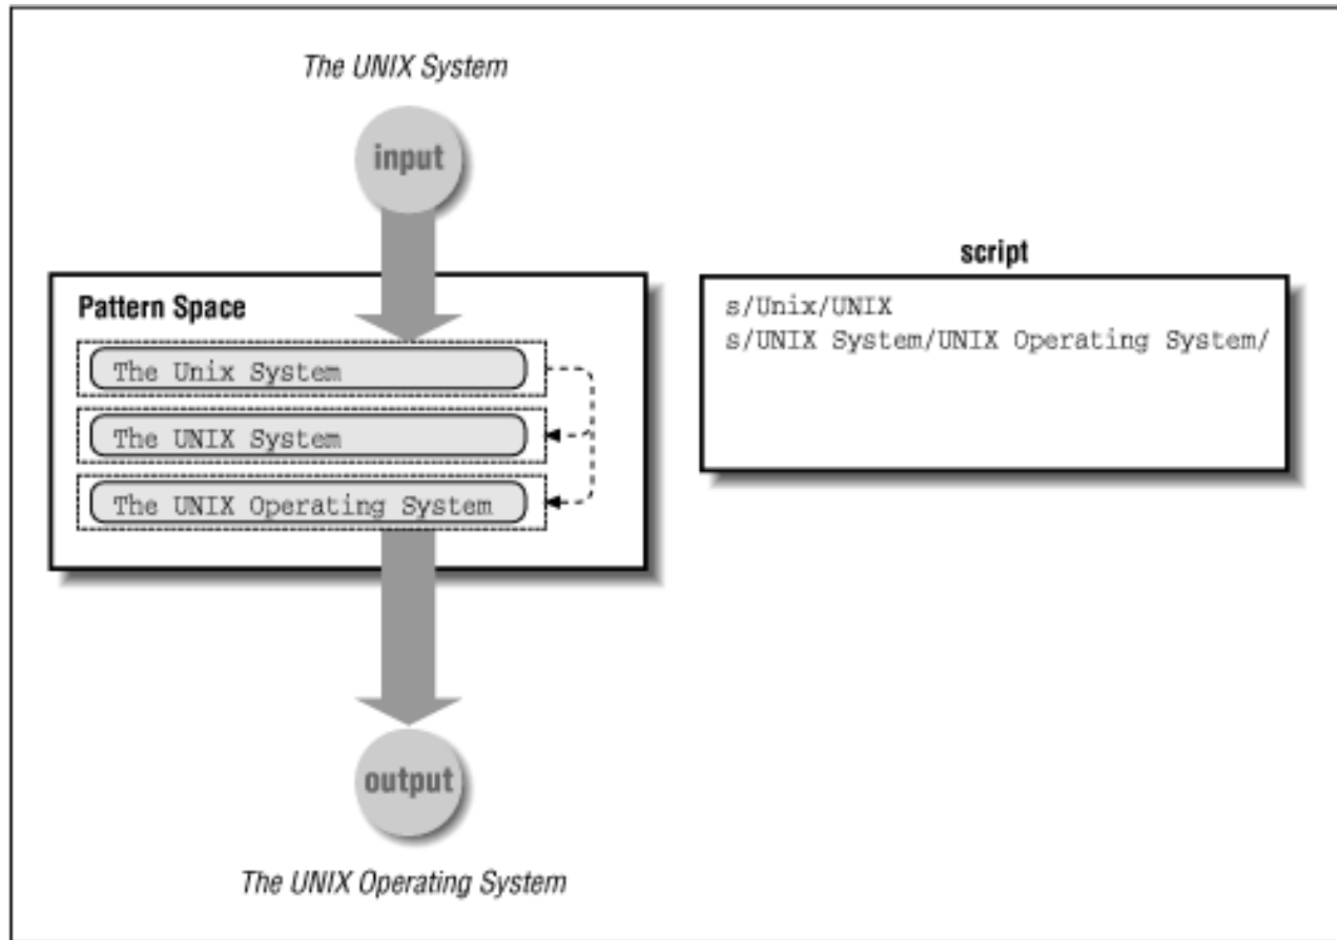 The UNIX System
input
Pattern Space
The Unix System
The UNIX System
The UNIX Operating System
output
The UNIX Operating System
script
s/Unix/UNIX
s/UNIX System/UNIX Operating System/